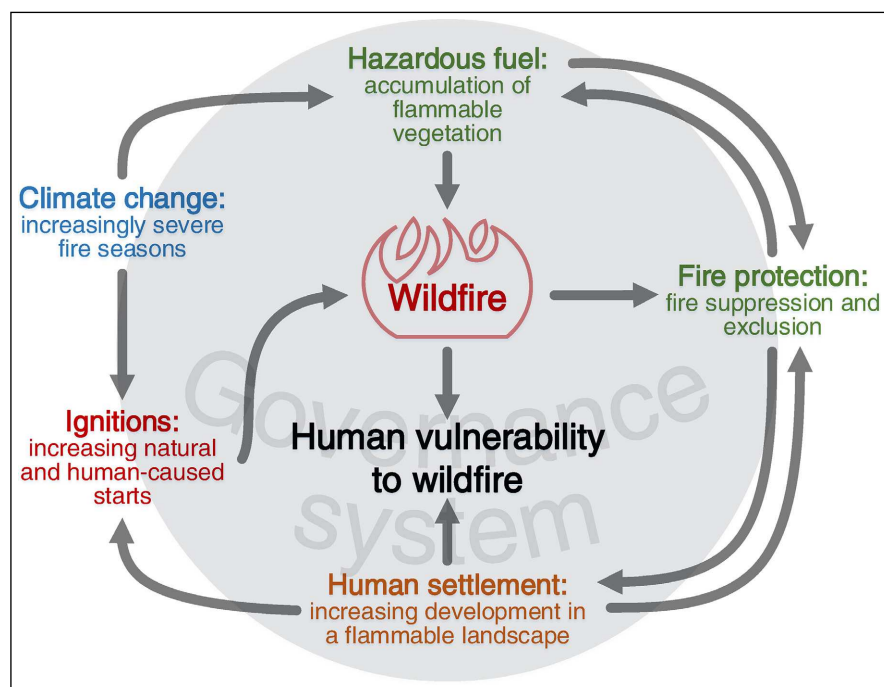 Hazardous fuel:
accumulation of
flammable
vegetation
Climate change:
increasingly severe
fire seasons
Wildfire
Fire protection:
fire suppression and
exclusion
Governance
system
Ignitions:
increasing natural
and human-caused
starts
Human vulnerability
to wildfire
Human settlement:
increasing development in
a flammable landscape